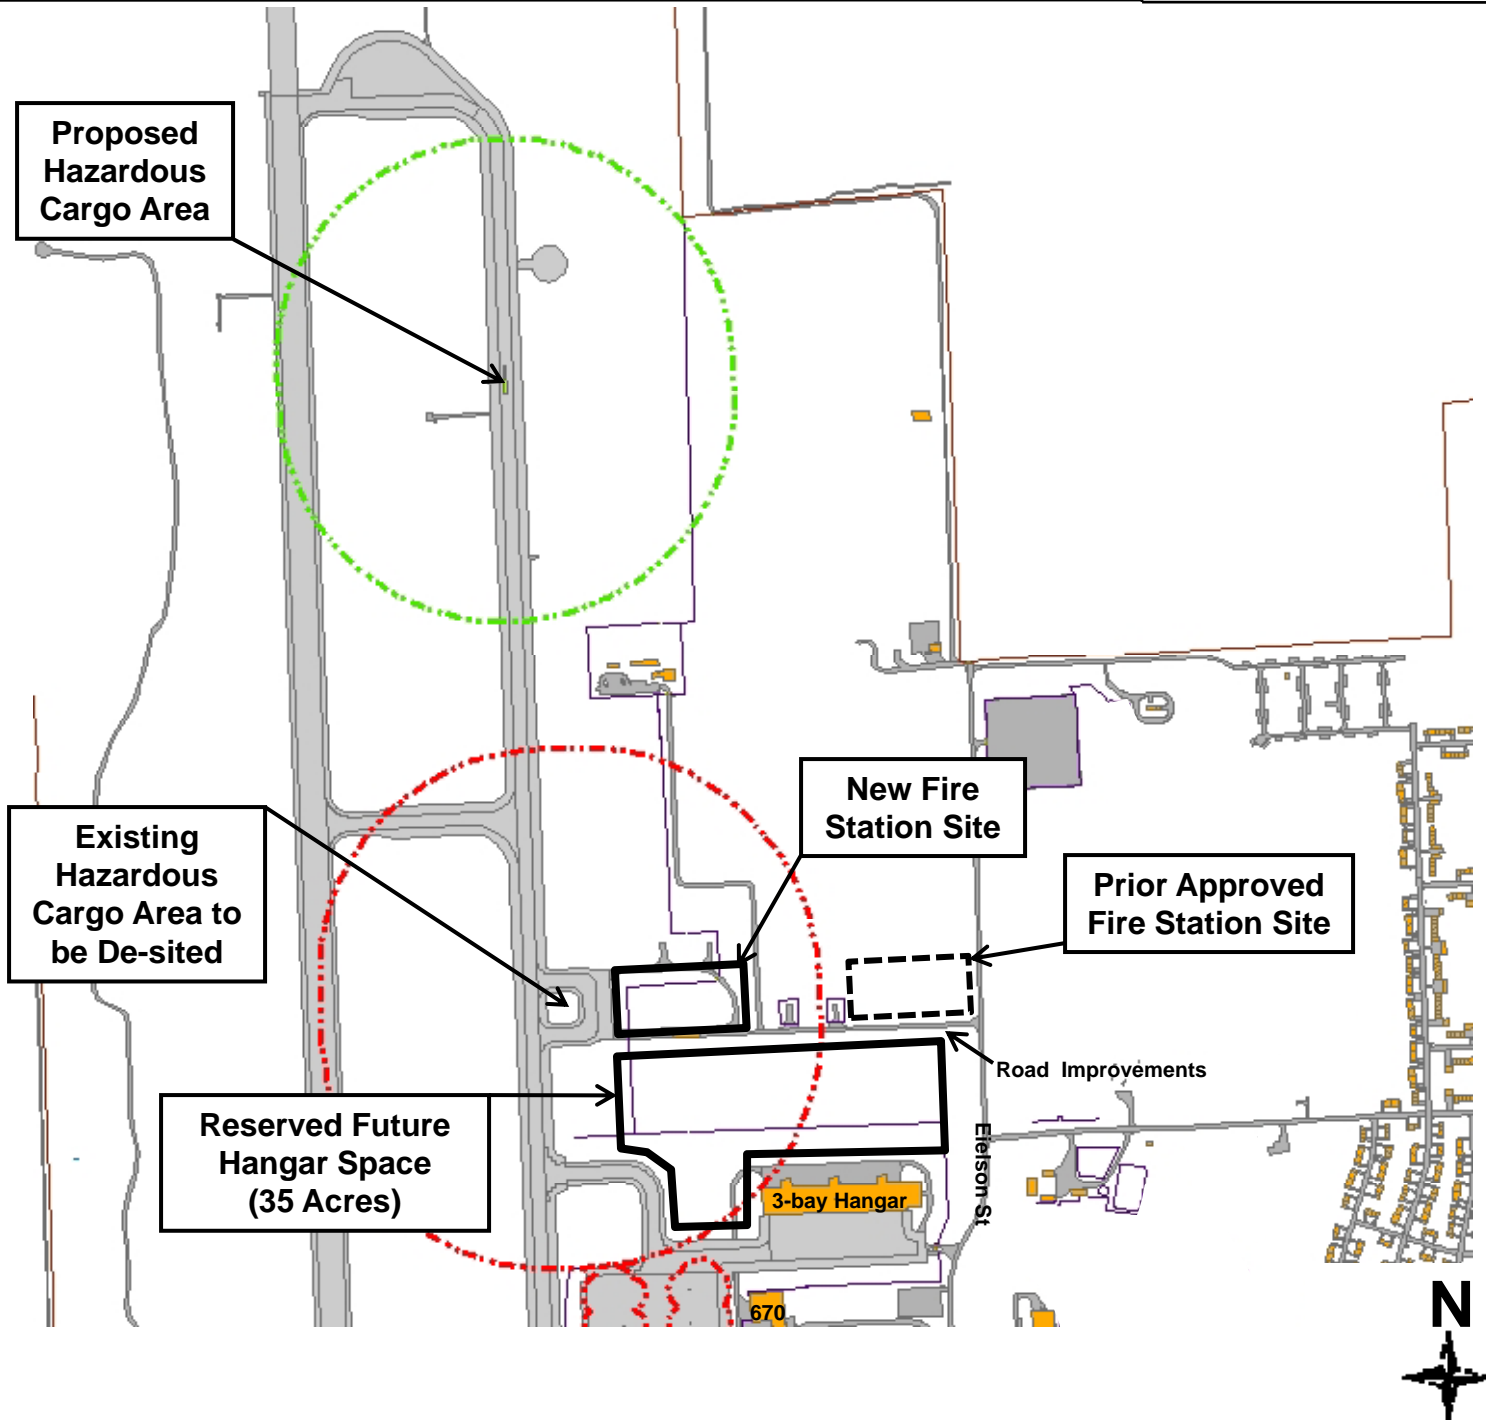 Proposed
Hazardous
Cargo Area
New Fire
Station Site
Existing
Hazardous
Cargo Area to
be De-sited
Prior Approved
Fire Station Site
Road Improvements
Reserved Future
Hangar Space
(35 Acres)
Eielson St
3-bay Hangar
670
N